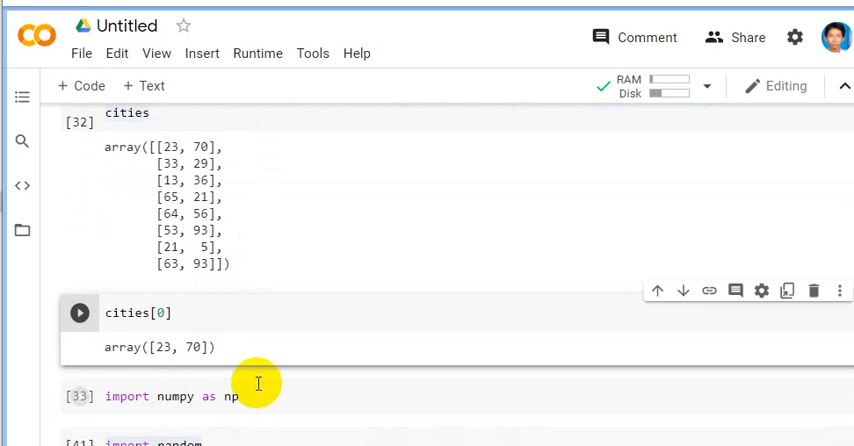 Untitled
File Edit View Insert Runtime Tools Help
Comment Share
+ Code + Text
RAM
Disk
Editing
cities
[32]
array([[23, 70],
[33, 29],
[13, 36],
[65, 21],
[64, 56],
[53, 93],
[21,  5],
[63, 93]])
cities[0]
array([23, 70])
[33] import numpy as np
[41] import random